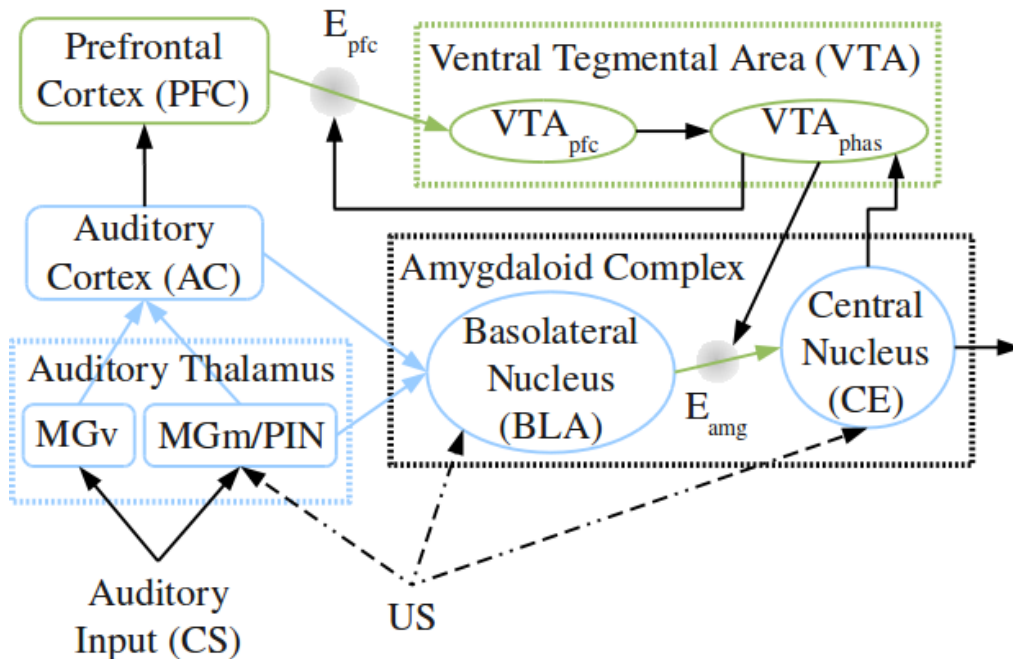 Prefrontal
Cortex (PFC)
E_pfc
Ventral Tegmental Area (VTA)
VTA_pfc
VTA_phas
Auditory
Cortex (AC)
Amygdaloid Complex
Basolateral
Nucleus
(BLA)
E_amg
Central
Nucleus
(CE)
Auditory Thalamus
MGv
MGm/PIN
Auditory
Input (CS)
US